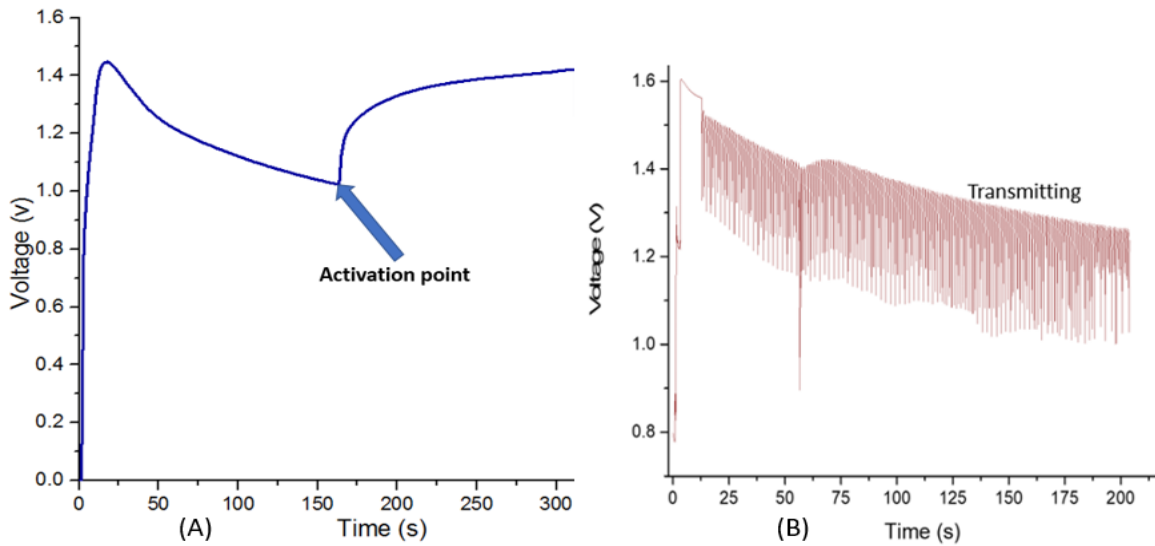 1.6
1.4
1.2
1.0
0.8
0.6
0.4
0.2
0.0
Voltage (v)
Activation point
0 50 100 150 200 250 300
(A) Time (s)
1.6
1.4
1.2
1.0
0.8
Voltage (V)
Transmitting
0 25 50 75 100 125 150 175 200
(B) Time (s)